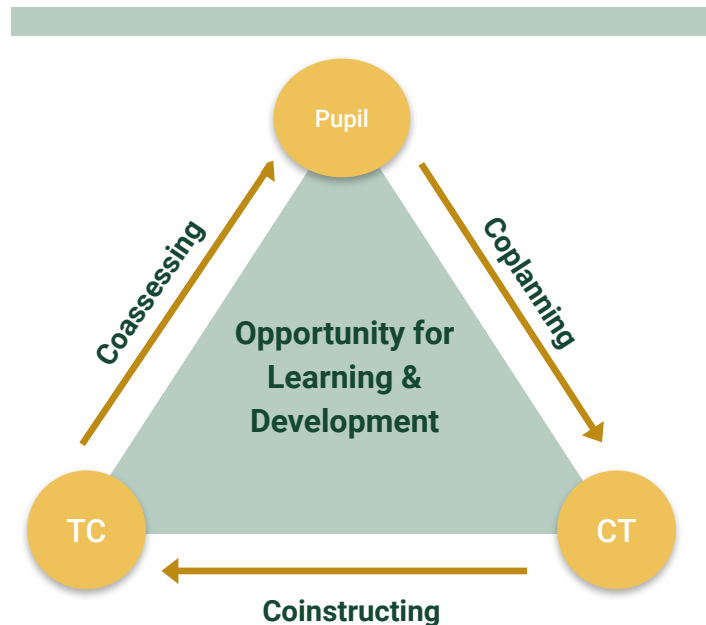 Pupil
Coassessing
Coplanning
Opportunity for
Learning &
Development
TC
CT
Coinstructing